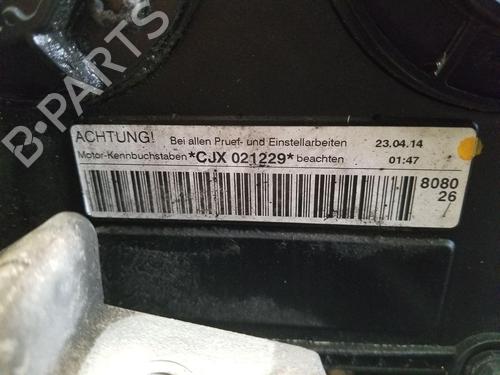 B-PARTS
ACHTUNG! Bei allen Pruef- und Einstellarbeiten 23.04.14
Motor-Kennbuchstaben *CJX 021229* beachten 01:47
8080
26